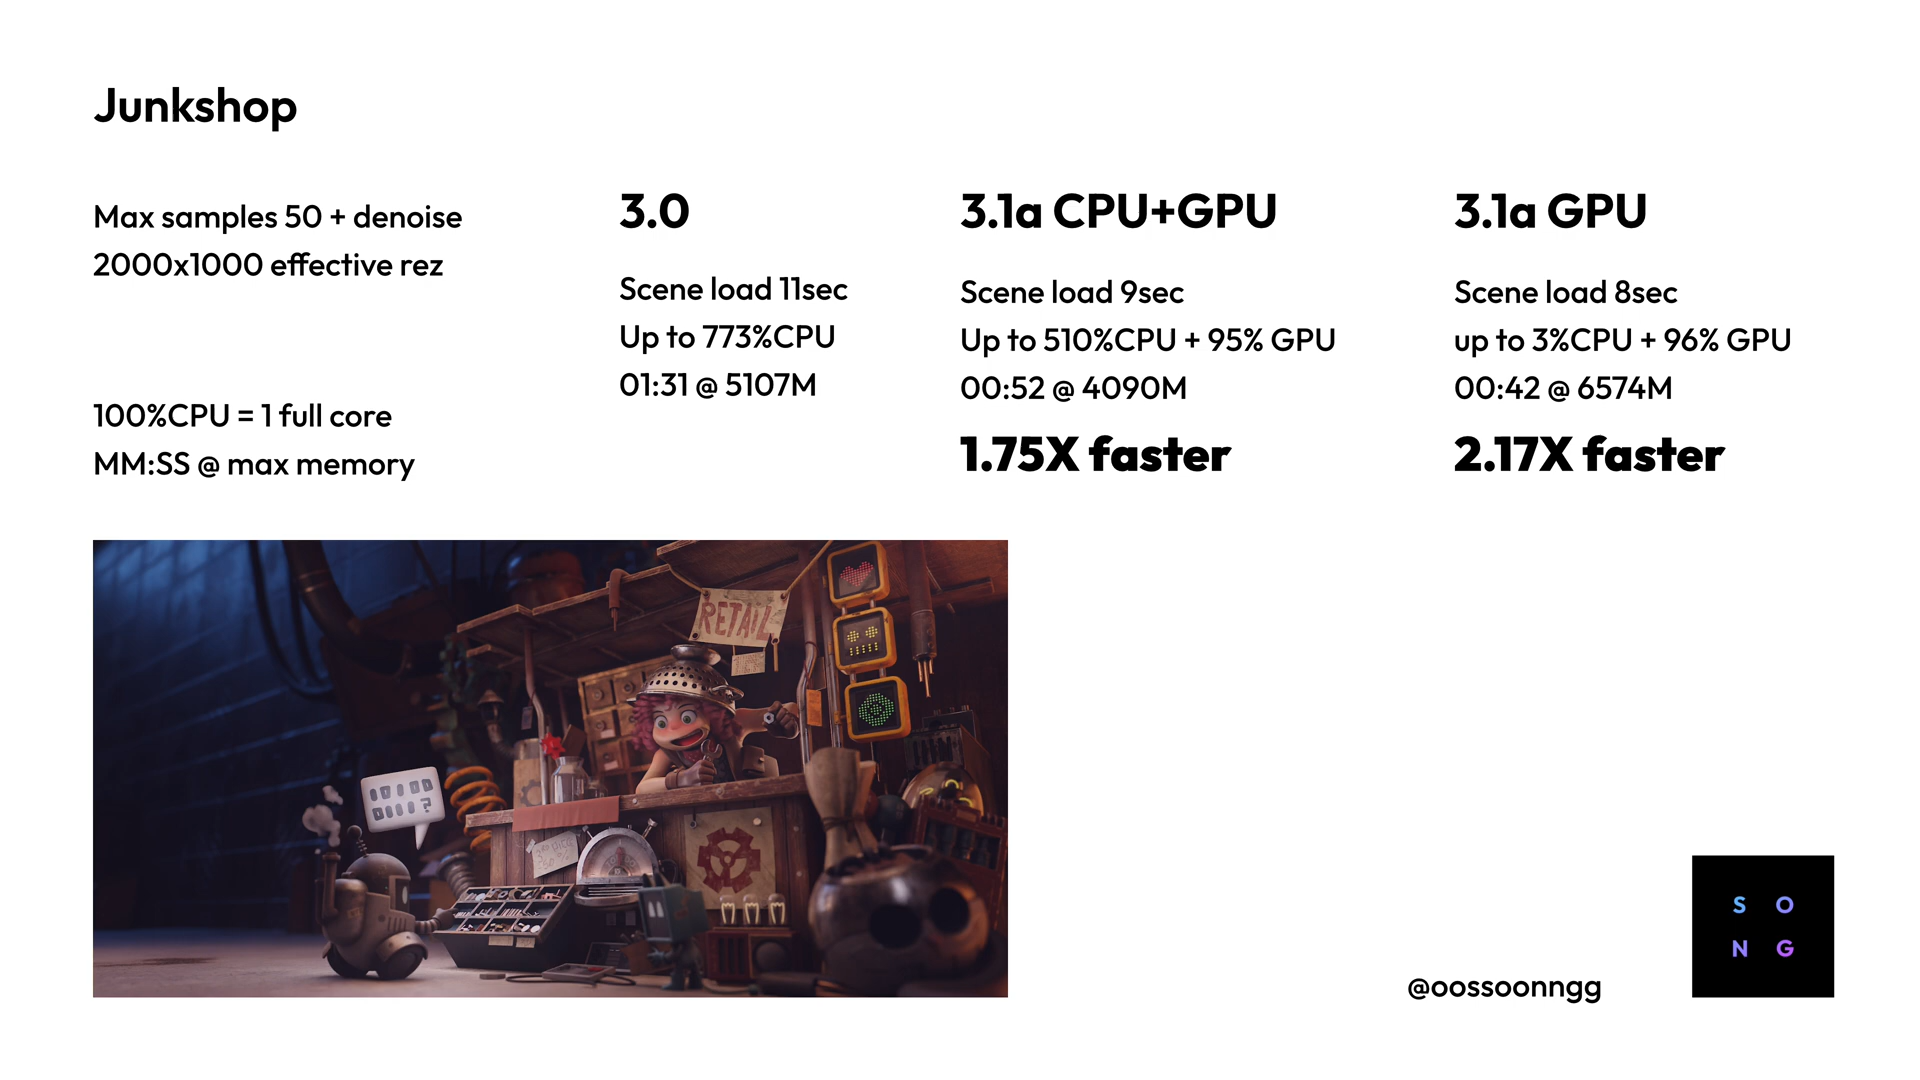 Junkshop
Max samples 50 + denoise
2000x1000 effective rez
100%CPU = 1 full core
MM:SS @ max memory
3.0
Scene load 11sec
Up to 773%CPU
01:31 @ 5107M
3.1a CPU+GPU
Scene load 9sec
Up to 510%CPU + 95% GPU
00:52 @ 4090M
1.75X faster
3.1a GPU
Scene load 8sec
up to 3%CPU + 96% GPU
00:42 @ 6574M
2.17X faster
RETAIL
@oossoonngg
S O
N G